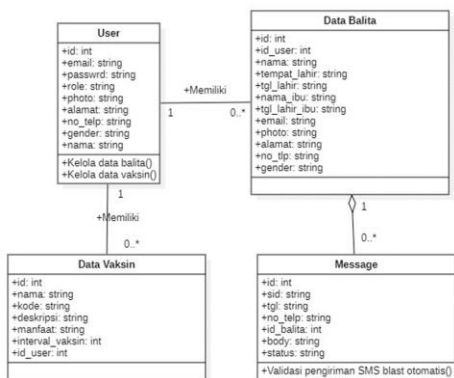 User
+id: int
+email: string
+passwrd: string
+role: string
+photo: string
+alamat: string
+no_telp: string
+gender: string
+nama: string
+Kelola data balita()
+Kelola data vaksin()
+Memiliki
1
0..*
Data Balita
+id: int
+id_user: int
+nama: string
+tempat_lahir: string
+tgl_lahir: string
+nama_ibu: string
+tgl_lahir_ibu: string
+email: string
+photo: string
+alamat: string
+no_tlp: string
+gender: string
1
+Memiliki
0..*
1
0..*
Data Vaksin
+id: int
+nama: string
+kode: string
+deskripsi: string
+manfaat: string
+interval_vaksin: int
+id_user: int
Message
+id: int
+sid: string
+tgl: string
+no_telp: string
+id_balita: int
+body: string
+status: string
+Validasi pengiriman SMS blast otomatis()